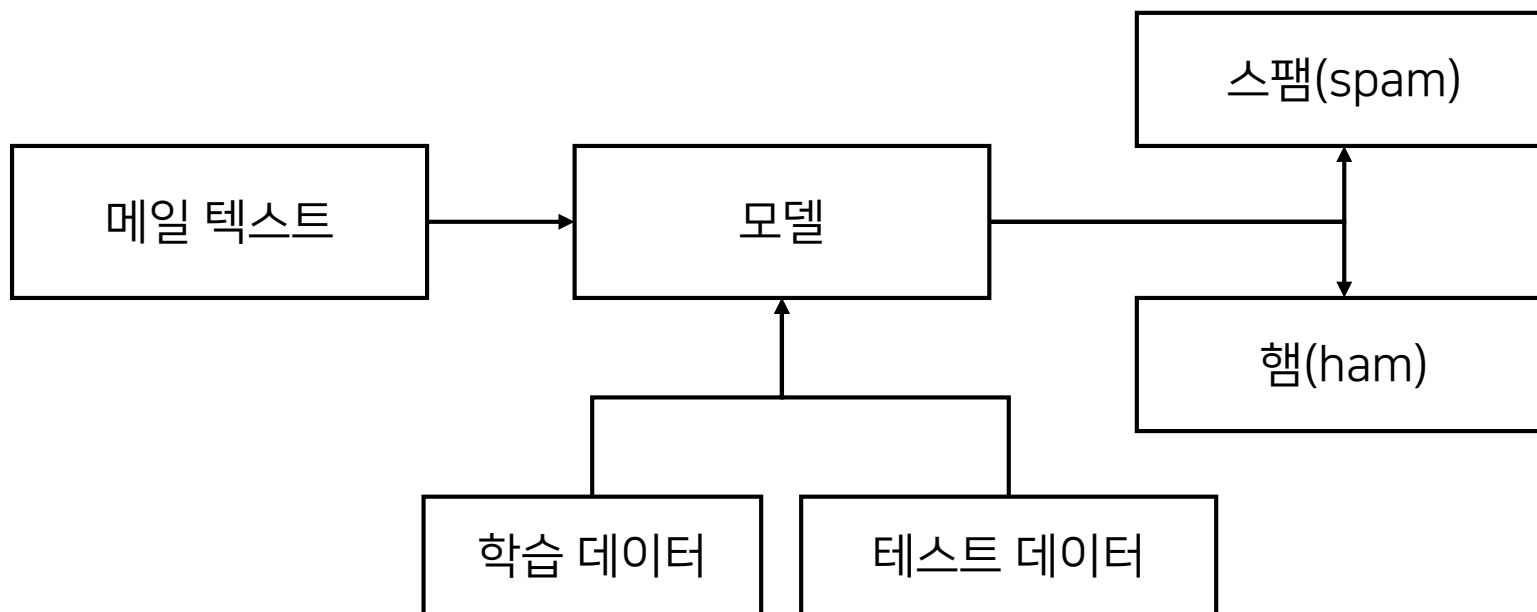 스팸(spam)
메일 텍스트
모델
햄(ham)
학습 데이터
테스트 데이터